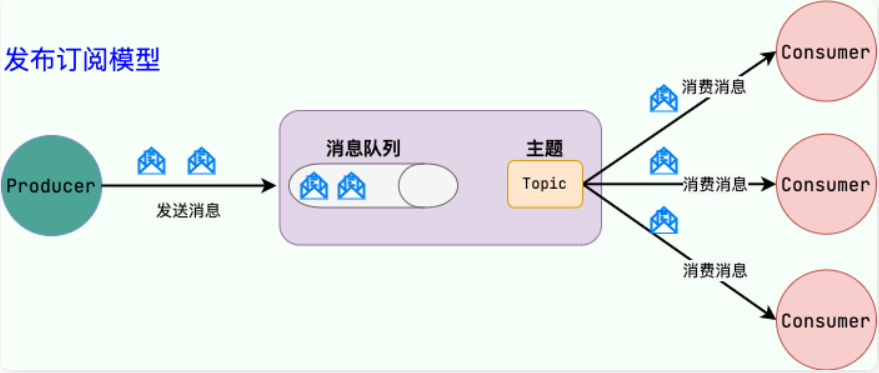 发布订阅模型
Producer
发送消息
消息队列
主题
Topic
消费消息
消费消息
消费消息
Consumer
Consumer
Consumer